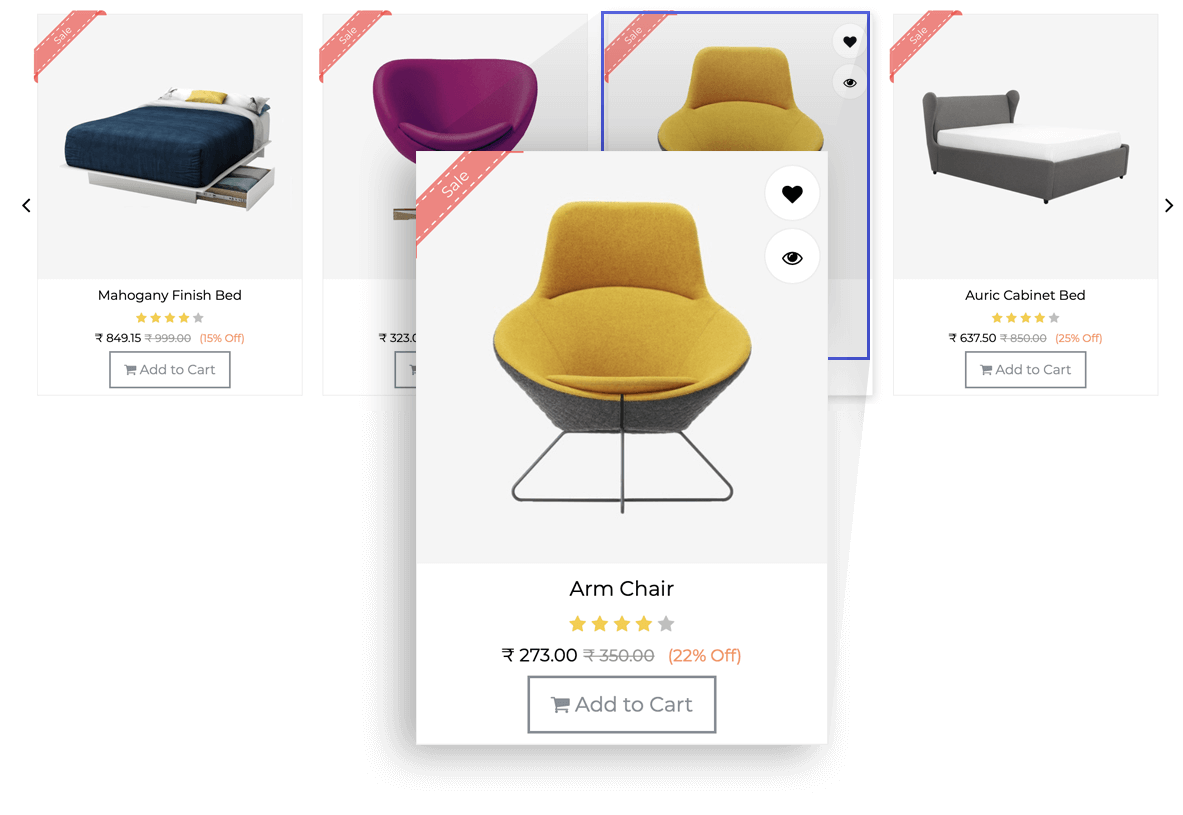 Sale
Mahogany Finish Bed
₹ 849.15 ₹ 999.00 (15% Off)
Add to Cart
Sale
₹ 323.0
Sale
Sale
Auric Cabinet Bed
₹ 637.50 ₹ 850.00 (25% Off)
Add to Cart
Sale
Arm Chair
₹ 273.00 ₹ 350.00 (22% Off)
Add to Cart